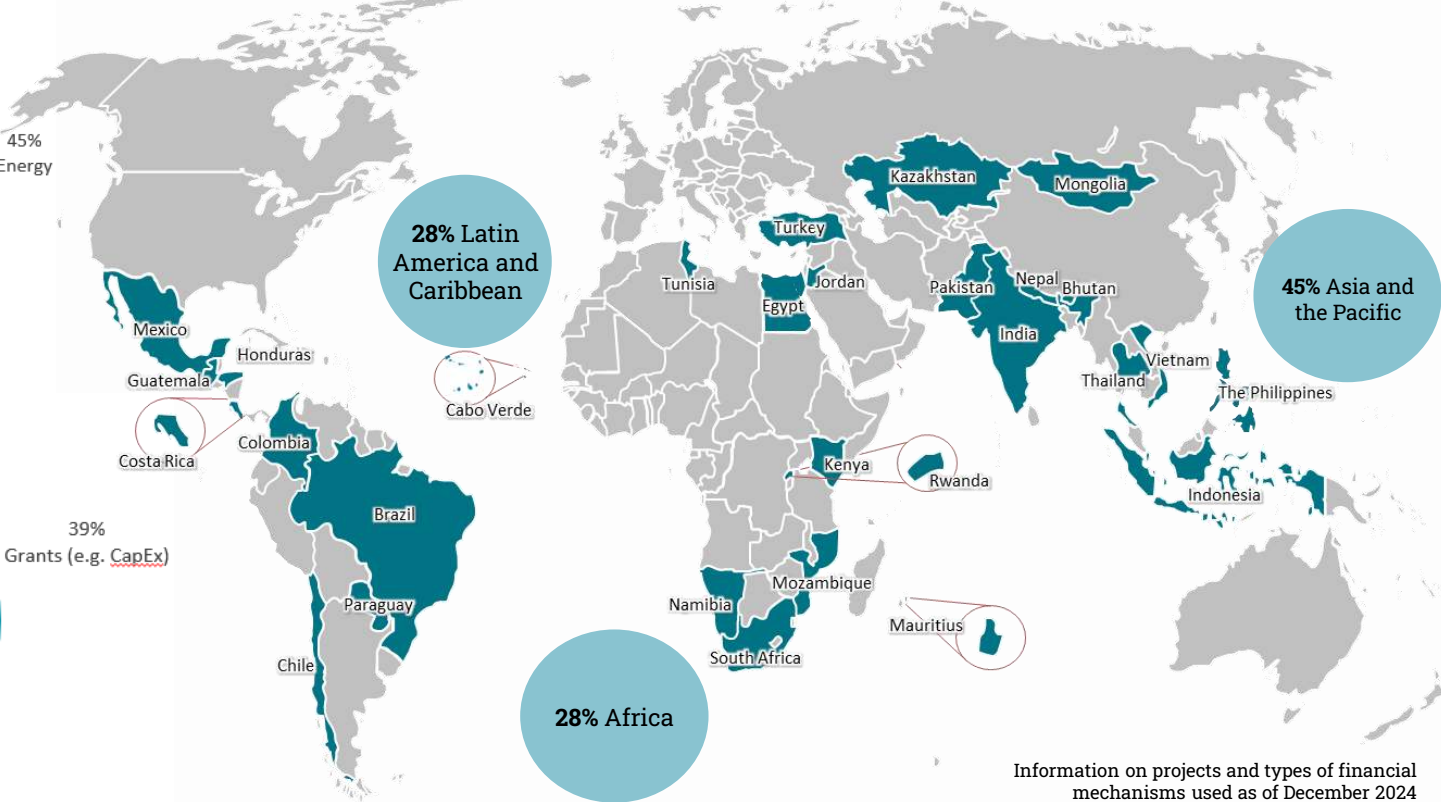 45%
Energy
28% Latin
America and
Caribbean
Kazakhstan
Mongolia
Turkey
Tunisia
Jordan
Egypt
Pakistan
Nepal
Bhutan
India
45% Asia and
the Pacific
Mexico
Honduras
Guatemala
Cabo Verde
Vietnam
Thailand
The Philippines
Costa Rica
Colombia
Kenya
Rwanda
Indonesia
Brazil
39%
Grants (e.g. CapEx)
Paraguay
Mozambique
Namibia
Mauritius
South Africa
Chile
28% Africa
Information on projects and types of financial
mechanisms used as of December 2024